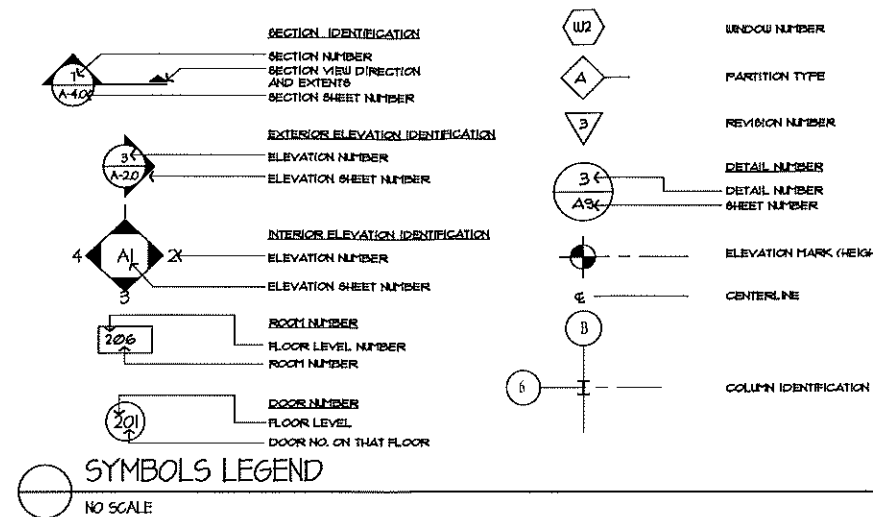 SECTION IDENTIFICATION
1
A-4.0
SECTION NUMBER
SECTION VIEW DIRECTION
AND EXTENTS
SECTION SHEET NUMBER
EXTERIOR ELEVATION IDENTIFICATION
3
A-2.0
ELEVATION NUMBER
ELEVATION SHEET NUMBER
INTERIOR ELEVATION IDENTIFICATION
4 A1 2
3
ELEVATION NUMBER
ELEVATION SHEET NUMBER
ROOM NUMBER
206
FLOOR LEVEL NUMBER
ROOM NUMBER
DOOR NUMBER
201
FLOOR LEVEL
DOOR NO. ON THAT FLOOR
W2
WINDOW NUMBER
A
PARTITION TYPE
3
REVISION NUMBER
DETAIL NUMBER
3
A9
DETAIL NUMBER
SHEET NUMBER
ELEVATION MARK (HEIGH
℄
CENTERLINE
B
6
COLUMN IDENTIFICATION
SYMBOLS LEGEND
NO SCALE